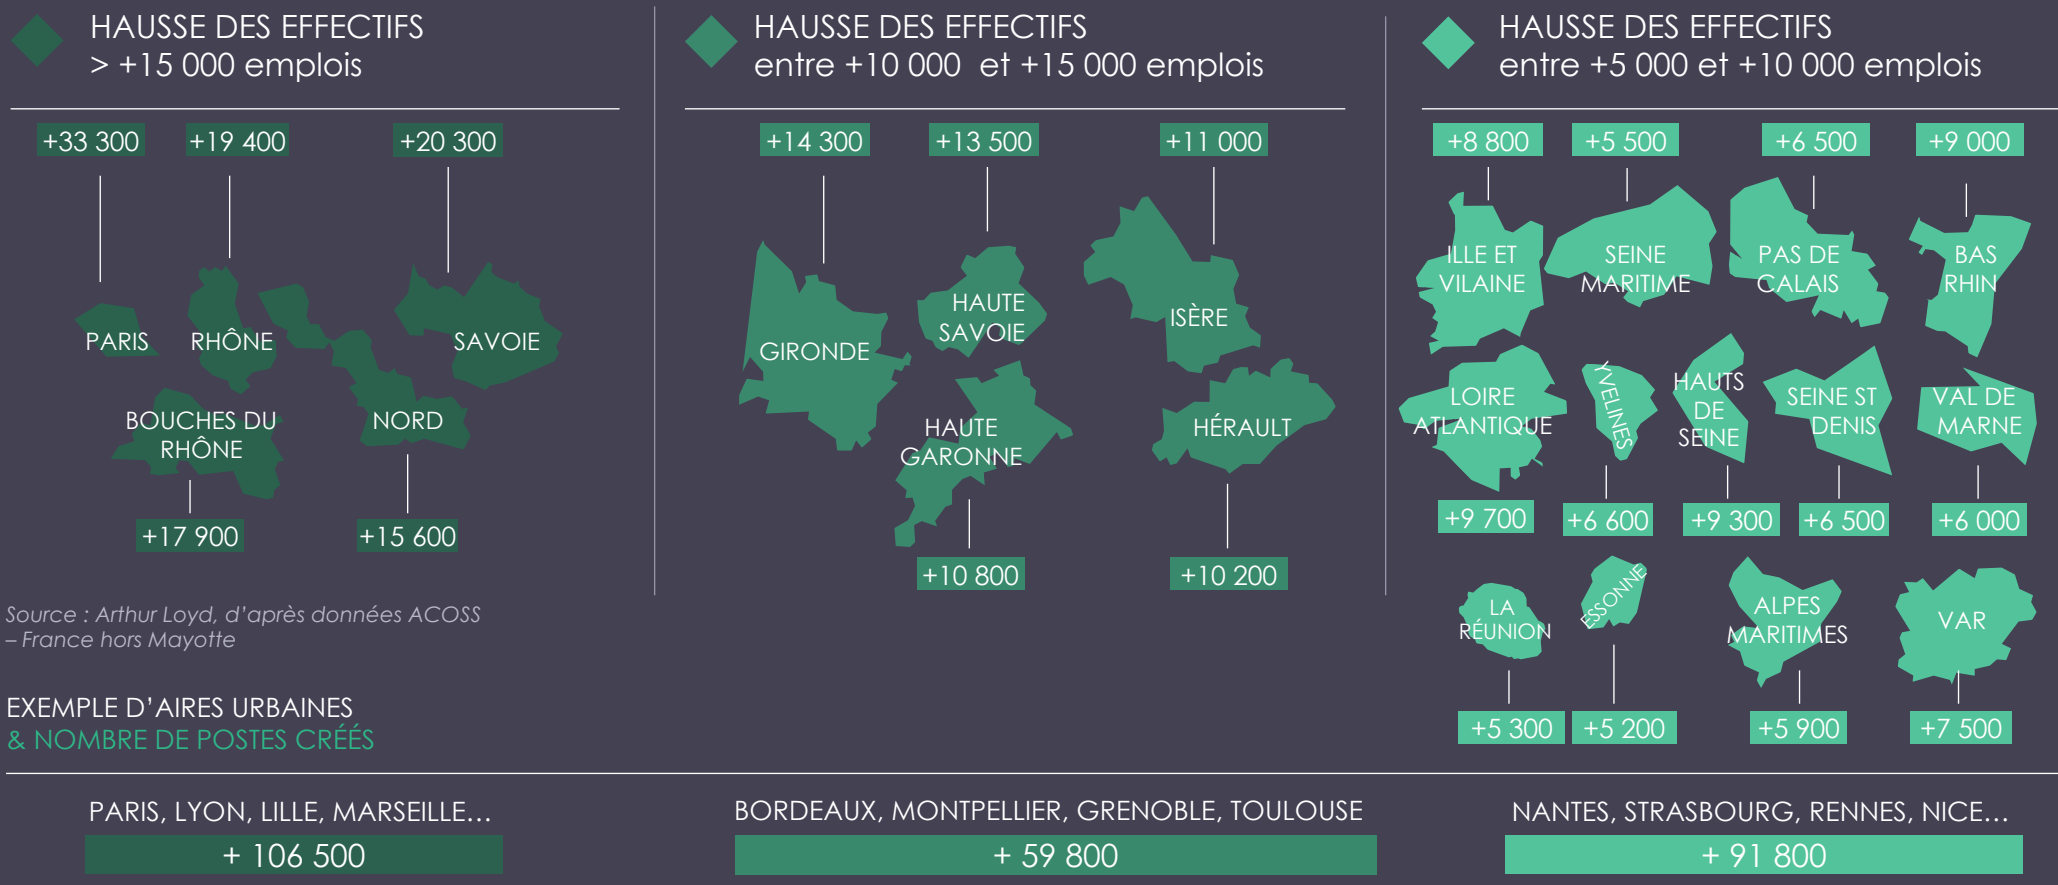 HAUSSE DES EFFECTIFS
> +15 000 emplois
+33 300
+19 400
+20 300
PARIS
RHÔNE
SAVOIE
BOUCHES DU
RHÔNE
NORD
+17 900
+15 600
HAUSSE DES EFFECTIFS
entre +10 000 et +15 000 emplois
+14 300
+13 500
+11 000
GIRONDE
HAUTE
SAVOIE
ISÈRE
HAUTE
GARONNE
HÉRAULT
+10 800
+10 200
HAUSSE DES EFFECTIFS
entre +5 000 et +10 000 emplois
+8 800
+5 500
+6 500
+9 000
ILLE ET
VILAINE
SEINE
MARITIME
PAS DE
CALAIS
BAS
RHIN
LOIRE
ATLANTIQUE
YVELINES
HAUTS
DE
SEINE
SEINE ST
DENIS
VAL DE
MARNE
+9 700
+6 600
+9 300
+6 500
+6 000
LA
RÉUNION
ESSONNE
ALPES
MARITIMES
VAR
+5 300
+5 200
+5 900
+7 500
Source : Arthur Loyd, d'après données ACOSS
– France hors Mayotte
EXEMPLE D'AIRES URBAINES
& NOMBRE DE POSTES CRÉÉS
PARIS, LYON, LILLE, MARSEILLE…
+ 106 500
BORDEAUX, MONTPELLIER, GRENOBLE, TOULOUSE
+ 59 800
NANTES, STRASBOURG, RENNES, NICE…
+ 91 800